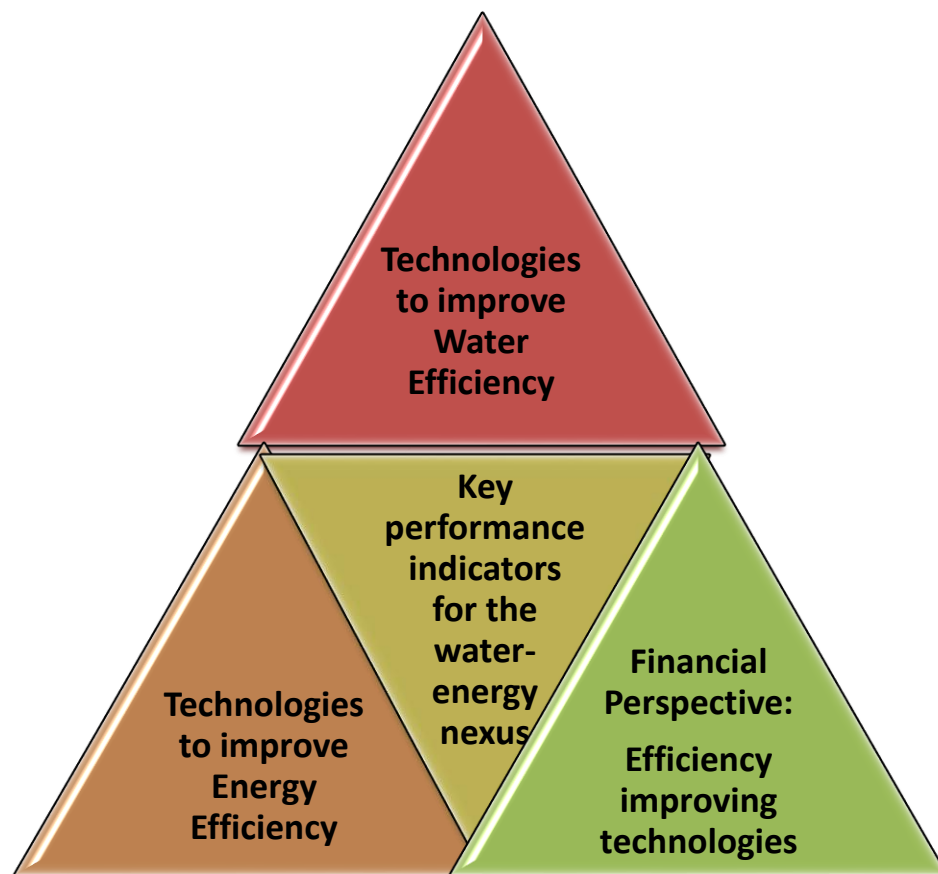 Technologies
to improve
Water
Efficiency
Key
performance
indicators
for the
water-
energy
nexus
Technologies
to improve
Energy
Efficiency
Financial
Perspective:
Efficiency
improving
technologies